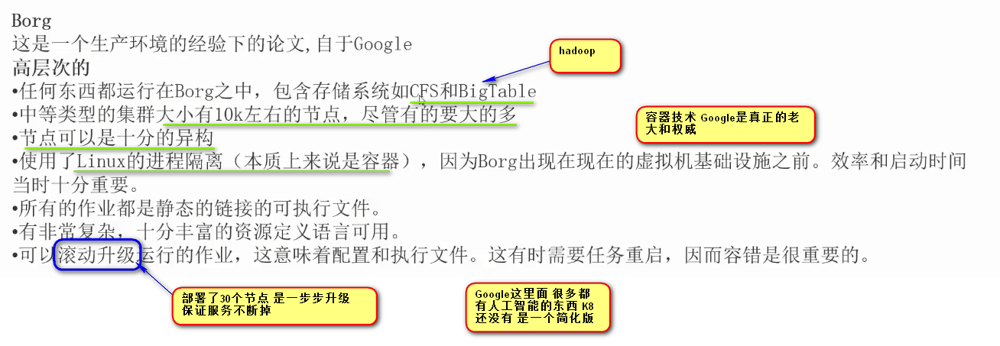 Borg
这是一个生产环境的经验下的论文,自于Google
hadoop
高层次的
•任何东西都运行在Borg之中，包含存储系统如CFS和BigTable
•中等类型的集群大小有10k左右的节点，尽管有的要大的多
容器技术 Google是真正的老
大和权威
•节点可以是十分的异构
•使用了Linux的进程隔离（本质上来说是容器），因为Borg出现在现在的虚拟机基础设施之前。效率和启动时间
当时十分重要。
•所有的作业都是静态的链接的可执行文件。
•有非常复杂，十分丰富的资源定义语言可用。
•可以滚动升级运行的作业，这意味着配置和执行文件。这有时需要任务重启，因而容错是很重要的。
部署了30个节点 是一步步升级
保证服务不断掉
Google这里面 很多都
有人工智能的东西 K8
还没有 是一个简化版